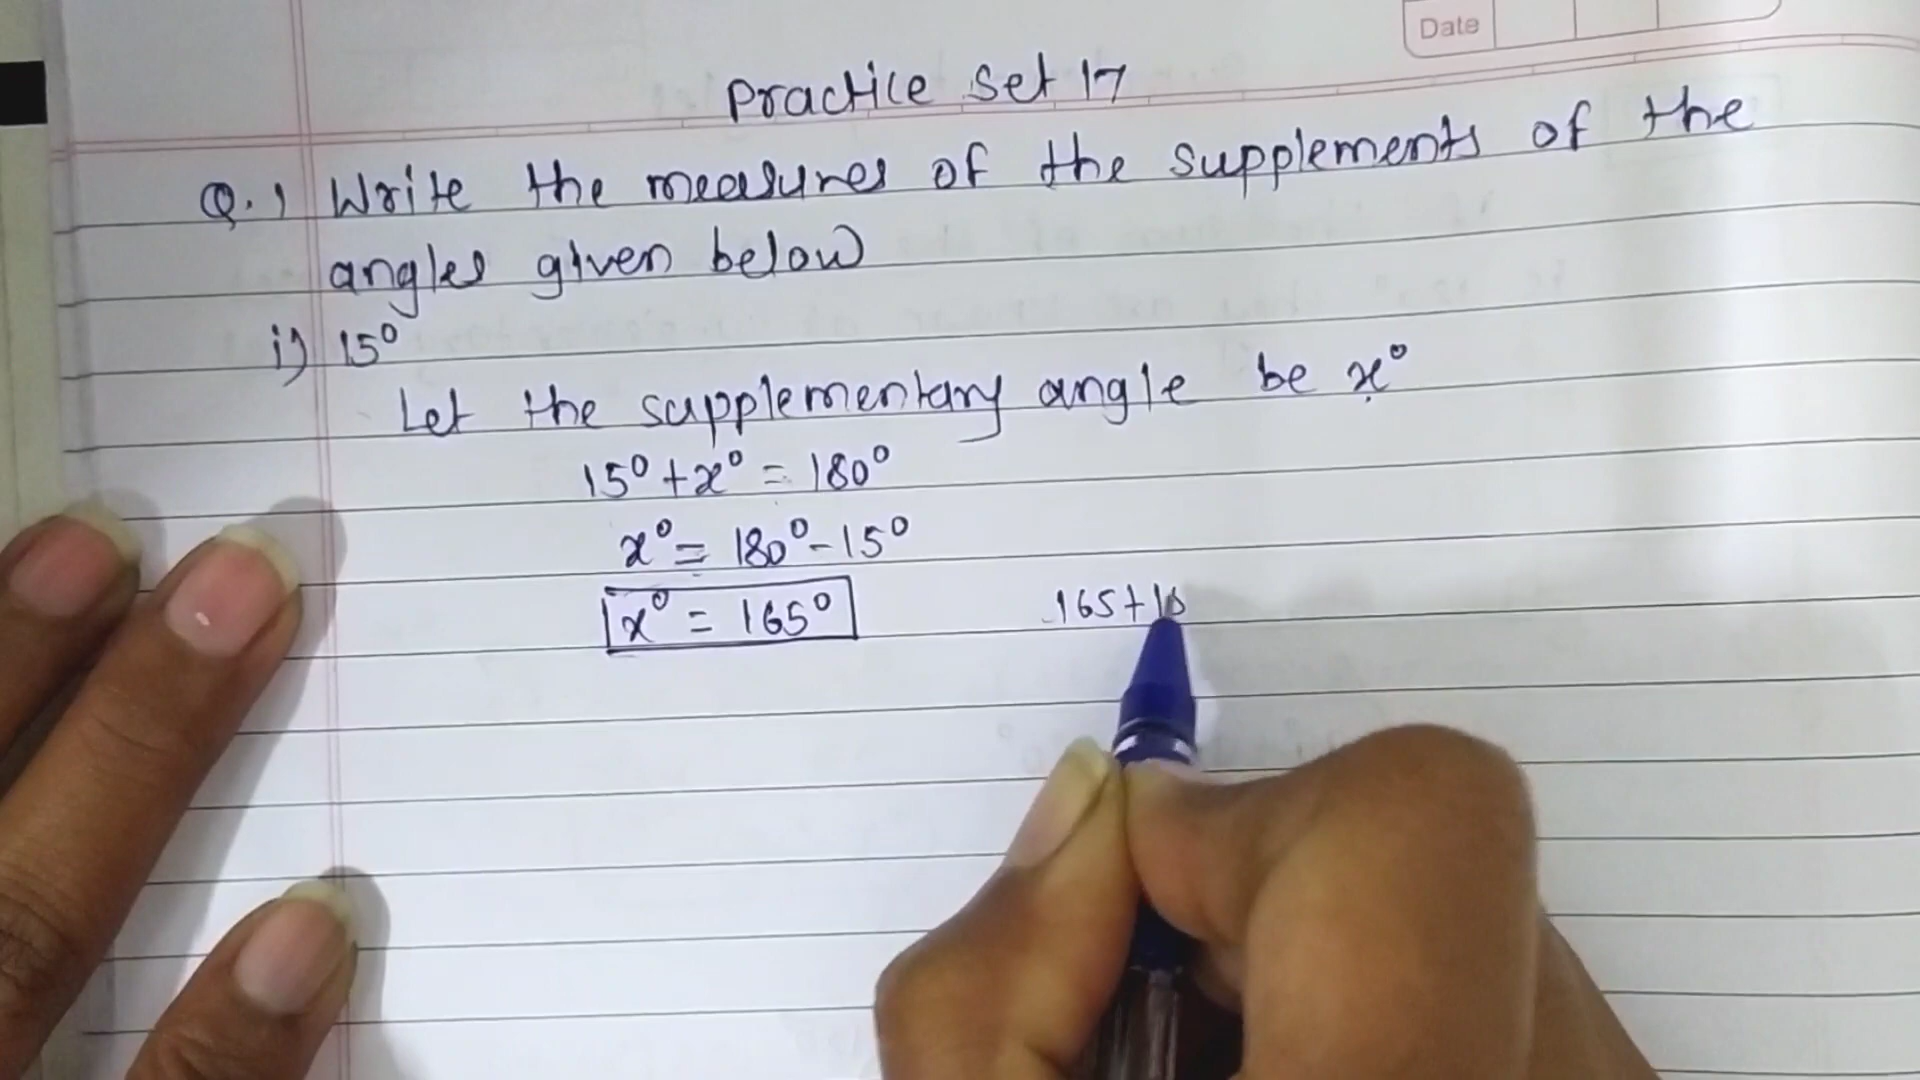 Date
Practice Set 17
Q.1 Write the measures of the supplements of the
angles given below
i) 15°
Let the supplementary angle be x°
15° + x° = 180°
x° = 180° - 15°
x° = 165°
165+